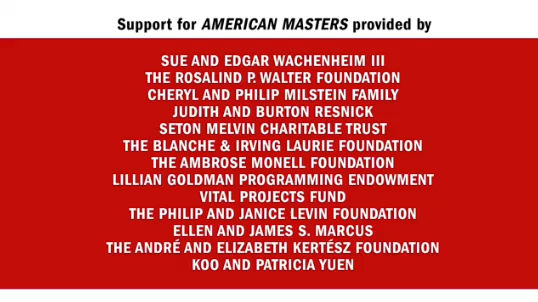 Support for AMERICAN MASTERS provided by
SUE AND EDGAR WACHENHEIM III
THE ROSALIND P. WALTER FOUNDATION
CHERYL AND PHILIP MILSTEIN FAMILY
JUDITH AND BURTON RESNICK
SETON MELVIN CHARITABLE TRUST
THE BLANCHE & IRVING LAURIE FOUNDATION
THE AMBROSE MONELL FOUNDATION
LILLIAN GOLDMAN PROGRAMMING ENDOWMENT
VITAL PROJECTS FUND
THE PHILIP AND JANICE LEVIN FOUNDATION
ELLEN AND JAMES S. MARCUS
THE ANDRÉ AND ELIZABETH KERTÉSZ FOUNDATION
KOO AND PATRICIA YUEN